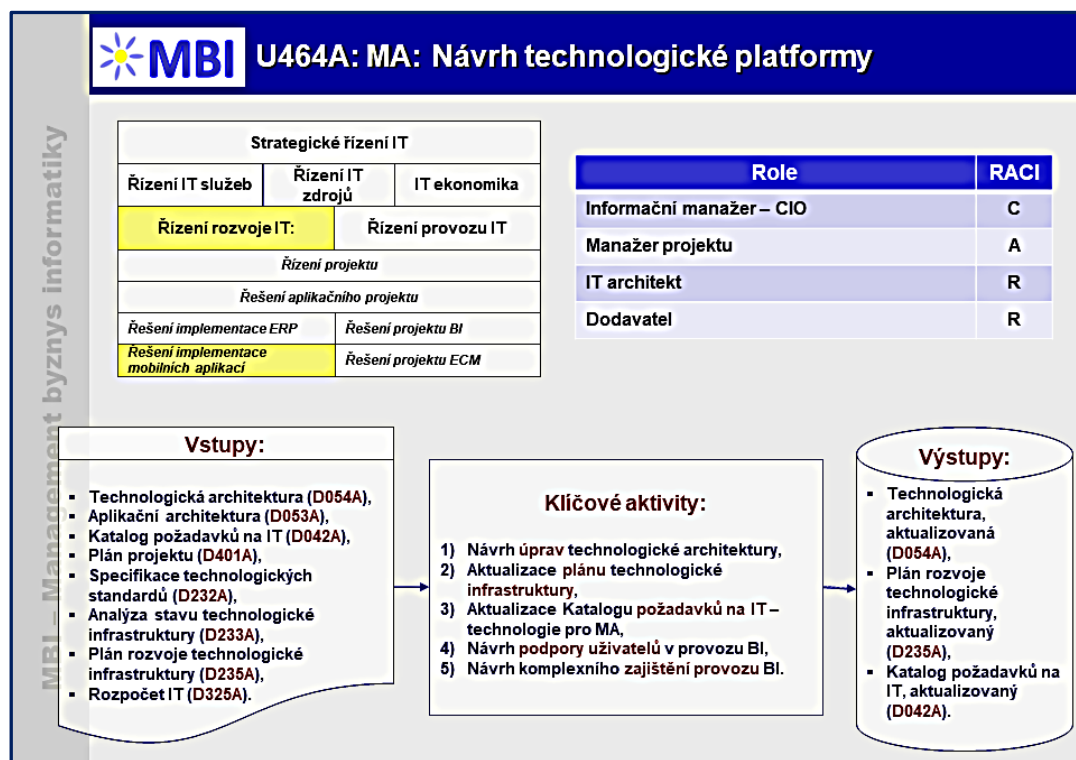 MBI
U464A: MA: Návrh technologické platformy
MBI – Management byznys informatiky
Strategické řízení IT
Řízení IT služeb
Řízení IT
zdrojů
IT ekonomika
Řízení rozvoje IT:
Řízení provozu IT
Řízení projektu
Řešení aplikačního projektu
Řešení implementace ERP
Řešení projektu BI
Řešení implementace
mobilních aplikací
Řešení projektu ECM
Role RACI
Informační manažer – CIO C
Manažer projektu A
IT architekt R
Dodavatel R
Vstupy:
▪ Technologická architektura (D054A),
▪ Aplikační architektura (D053A),
▪ Katalog požadavků na IT (D042A),
▪ Plán projektu (D401A),
▪ Specifikace technologických
standardů (D232A),
▪ Analýza stavu technologické
infrastruktury (D233A),
▪ Plán rozvoje technologické
infrastruktury (D235A),
▪ Rozpočet IT (D325A).
Klíčové aktivity:
1) Návrh úprav technologické architektury,
2) Aktualizace plánu technologické
infrastruktury,
3) Aktualizace Katalogu požadavků na IT –
technologie pro MA,
4) Návrh podpory uživatelů v provozu BI,
5) Návrh komplexního zajištění provozu BI.
Výstupy:
▪ Technologická
architektura,
aktualizovaná
(D054A),
▪ Plán rozvoje
technologické
infrastruktury,
aktualizovaný
(D235A),
▪ Katalog požadavků na
IT, aktualizovaný
(D042A).